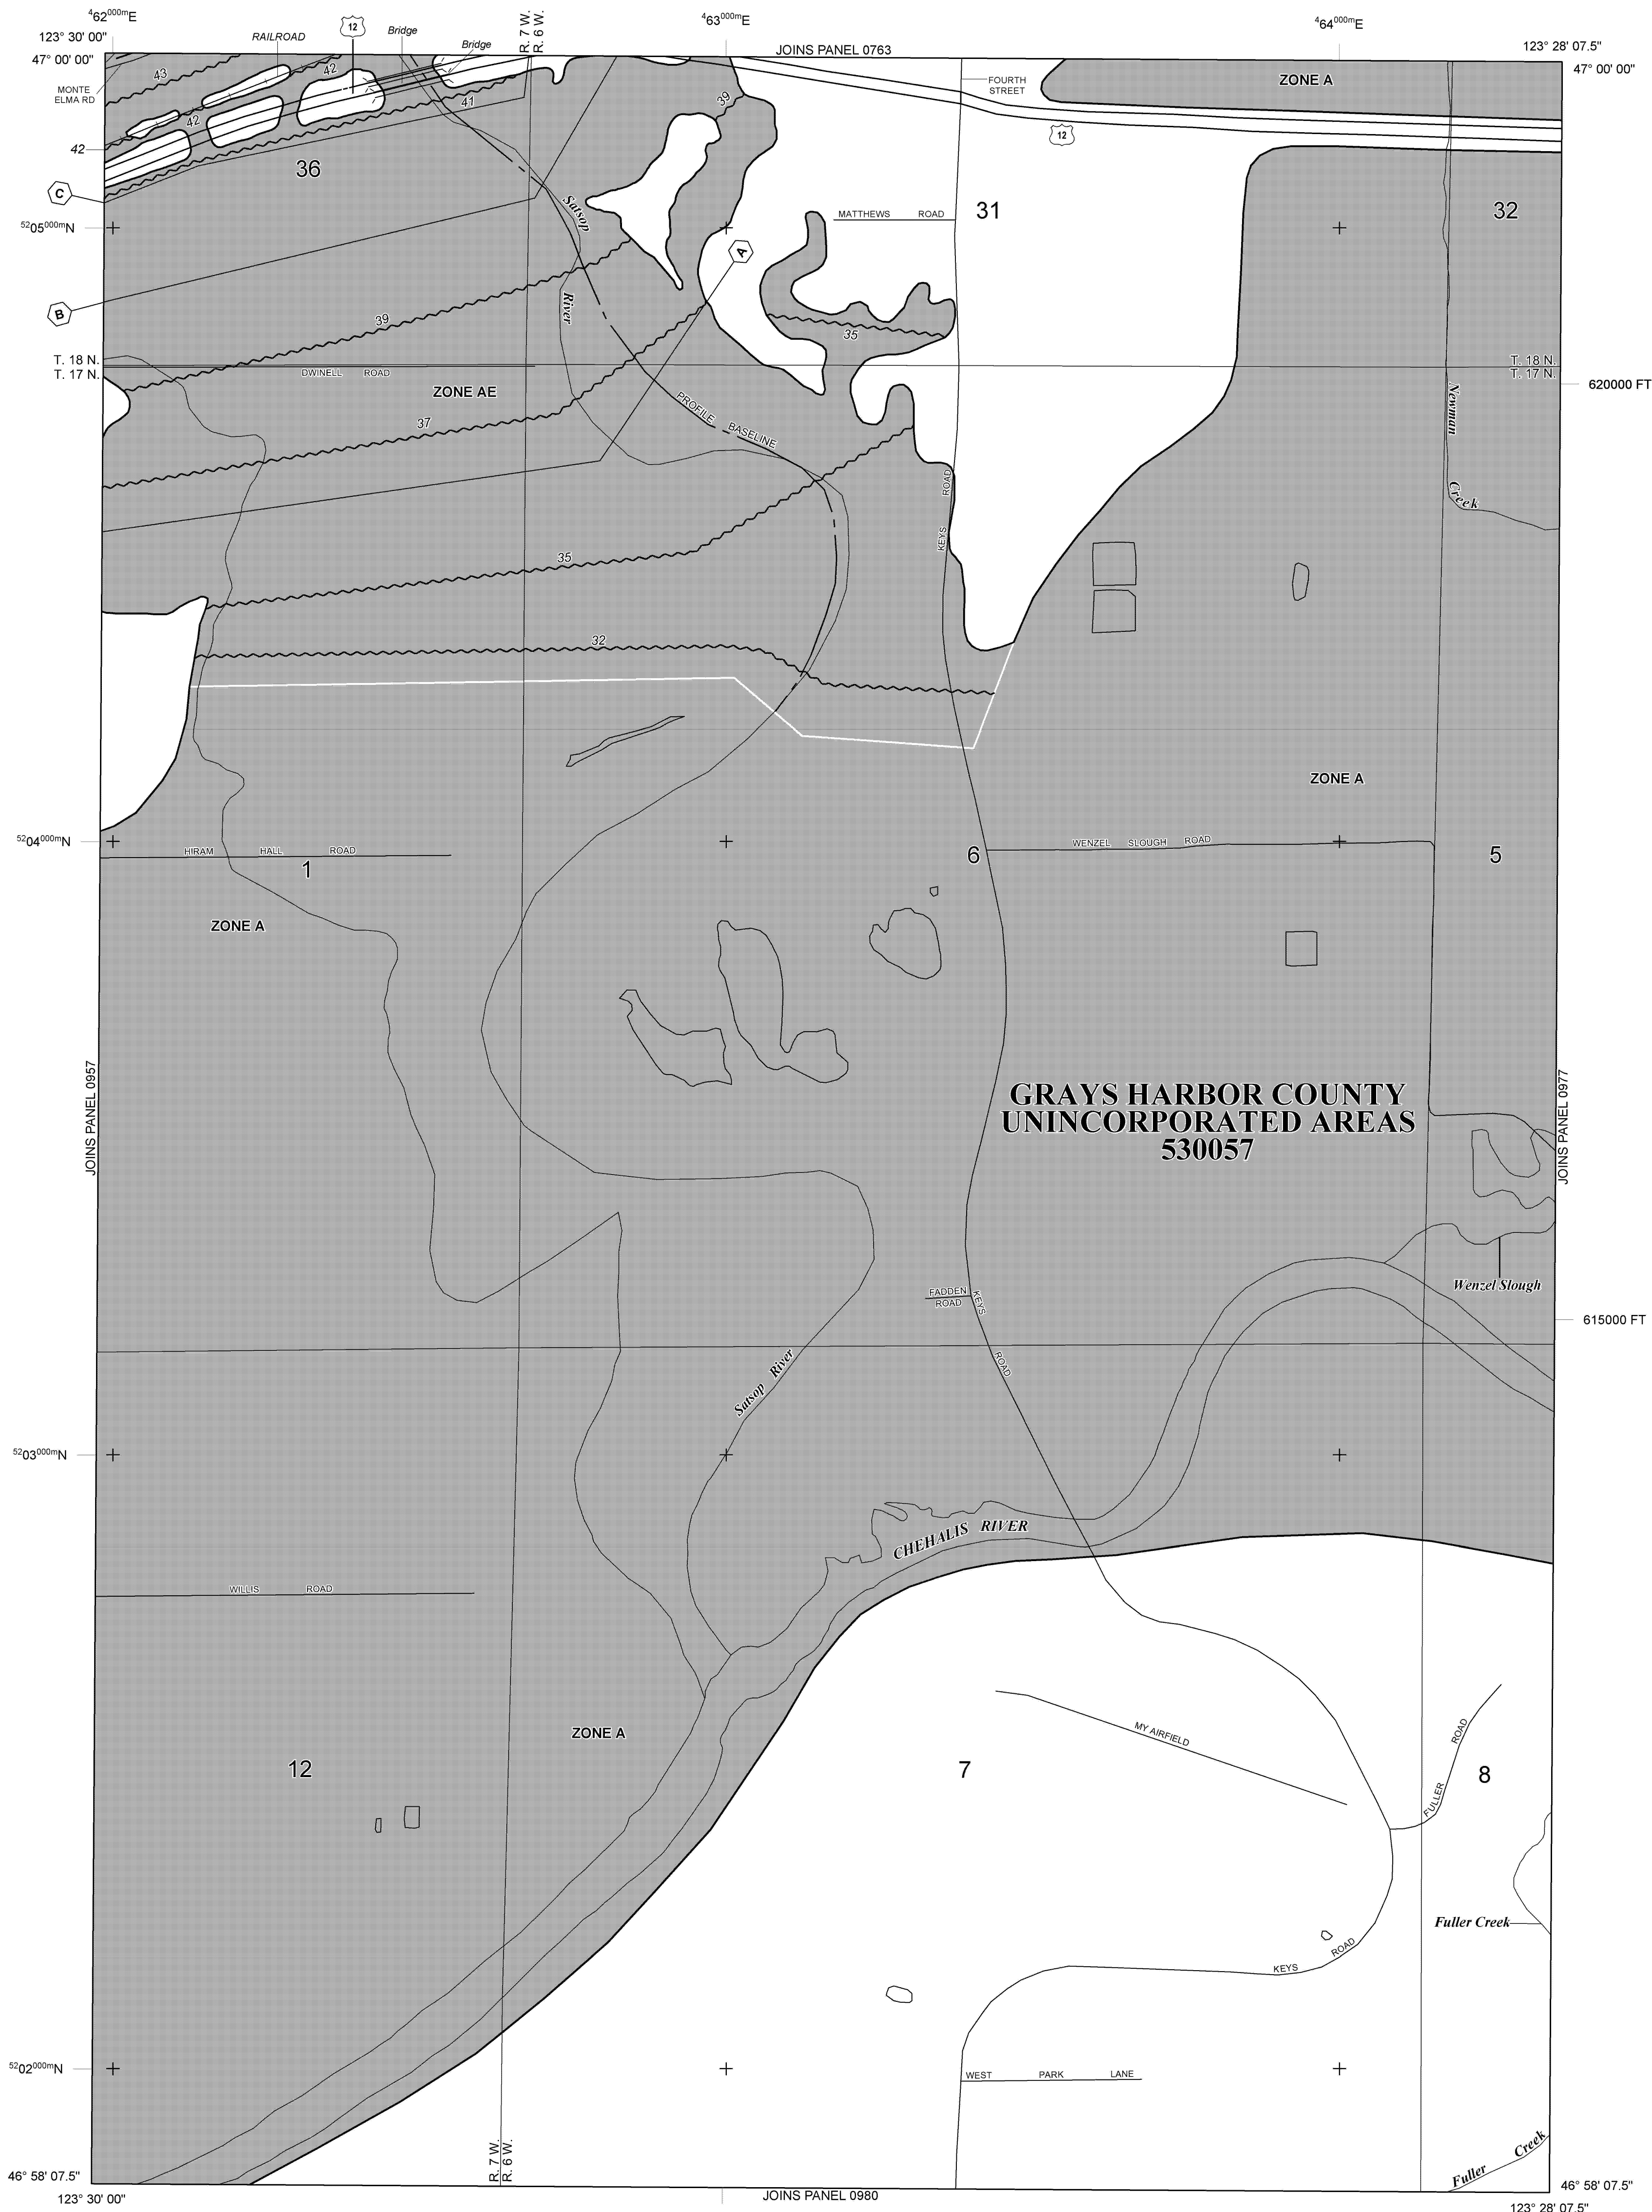 462000mE
463000mE
464000mE
123° 30' 00"
47° 00' 00"
RAILROAD
12
Bridge
Bridge
R. 7 W.
R. 6 W.
JOINS PANEL 0763
123° 28' 07.5"
47° 00' 00"
MONTE
ELMA RD
43
42
42
41
42
39
FOURTH
STREET
ZONE A
12
36
C
Satsop
MATTHEWS ROAD
31
32
5205000mN
A
B
River
39
35
T. 18 N.
T. 17 N.
DWINELL ROAD
ZONE AE
T. 18 N.
T. 17 N.
620000 FT
PROFILE BASELINE
37
Newman
Creek
KEYS ROAD
35
32
ZONE A
5204000mN
HIRAM HALL ROAD
1
6
WENZEL SLOUGH ROAD
5
ZONE A
JOINS PANEL 0957
GRAYS HARBOR COUNTY
UNINCORPORATED AREAS
530057
JOINS PANEL 0977
Wenzel Slough
FADDEN
ROAD
KEYS
ROAD
615000 FT
Satsop River
5203000mN
CHEHALIS RIVER
WILLIS ROAD
ZONE A
12
7
MY AIRFIELD
FULLER ROAD
8
Fuller Creek
KEYS ROAD
5202000mN
WEST PARK LANE
R. 7 W.
R. 6 W.
Fuller Creek
46° 58' 07.5"
123° 30' 00"
JOINS PANEL 0980
46° 58' 07.5"
123° 28' 07.5"